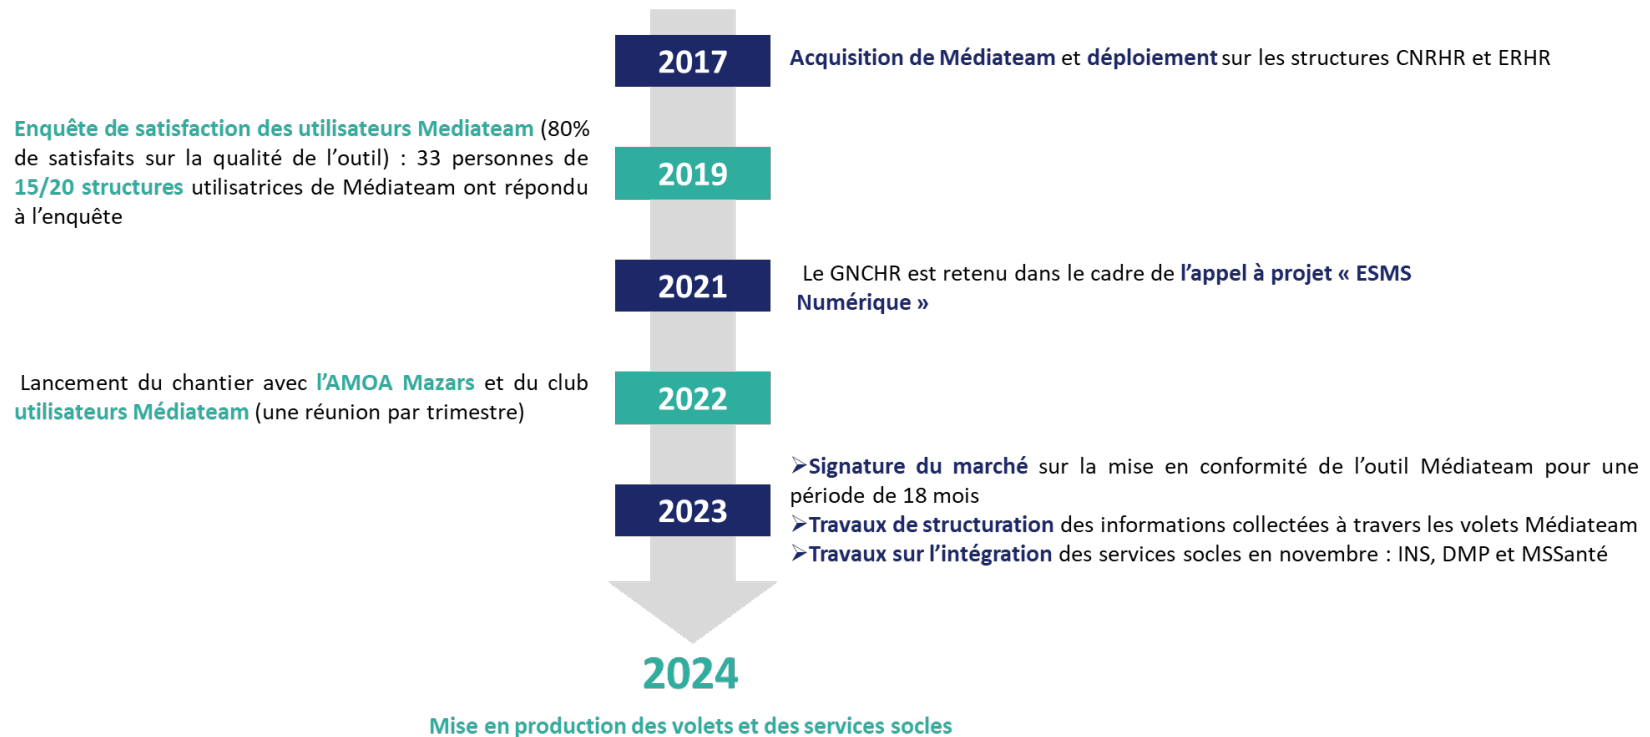 2017
Acquisition de Médiateam et déploiement sur les structures CNRHR et ERHR
Enquête de satisfaction des utilisateurs Mediateam (80%
de satisfaits sur la qualité de l’outil) : 33 personnes de
15/20 structures utilisatrices de Médiateam ont répondu
à l’enquête
2019
2021
Le GNCHR est retenu dans le cadre de l’appel à projet « ESMS
Numérique »
Lancement du chantier avec l’AMOA Mazars et du club
utilisateurs Médiateam (une réunion par trimestre)
2022
2023
➢Signature du marché sur la mise en conformité de l’outil Médiateam pour une
période de 18 mois
➢Travaux de structuration des informations collectées à travers les volets Médiateam
➢Travaux sur l’intégration des services socles en novembre : INS, DMP et MSSanté
2024
Mise en production des volets et des services socles